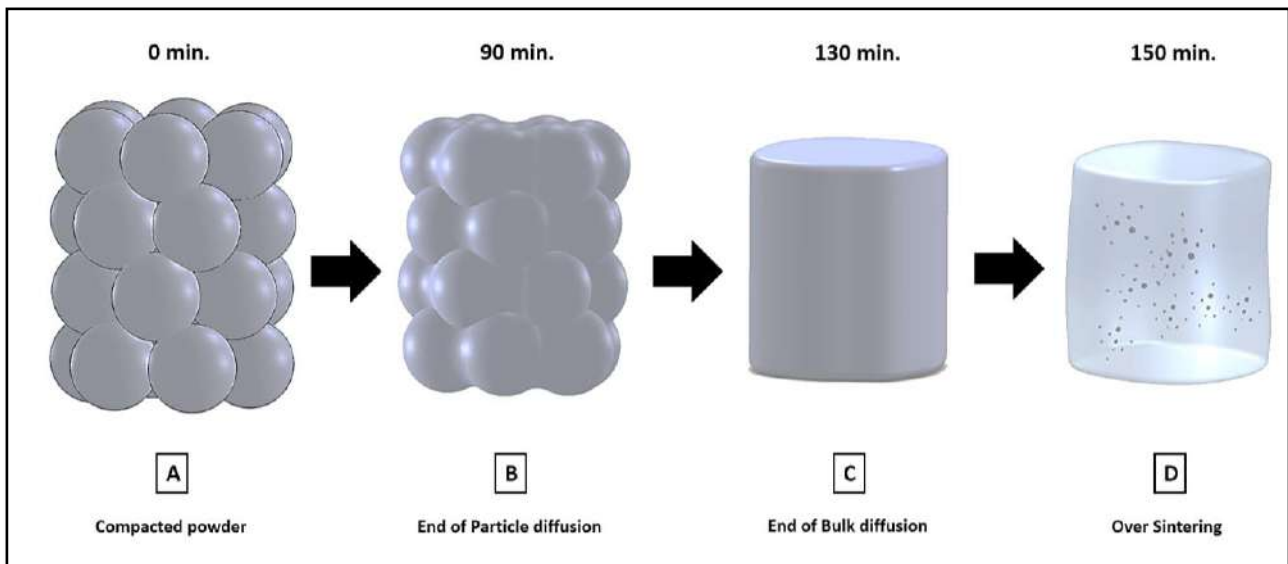 0 min.
90 min.
130 min.
150 min.
A
B
C
D
Compacted powder
End of Particle diffusion
End of Bulk diffusion
Over Sintering